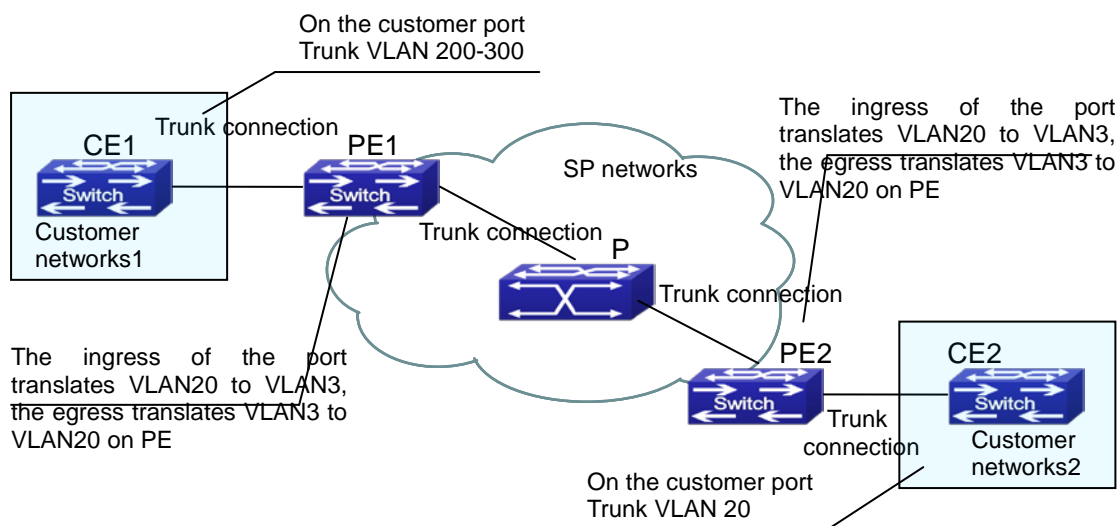 On the customer port
Trunk VLAN 200-300
Trunk connection
CE1
PE1
Switch
Switch
Customer
networks1
SP networks
The ingress of the port
translates VLAN20 to VLAN3,
the egress translates VLAN3 to
VLAN20 on PE
Trunk connection
P
Trunk connection
The ingress of the port
translates VLAN20 to VLAN3,
the egress translates VLAN3 to
VLAN20 on PE
PE2
CE2
Switch
Switch
Trunk
connection
Customer
networks2
On the customer port
Trunk VLAN 20